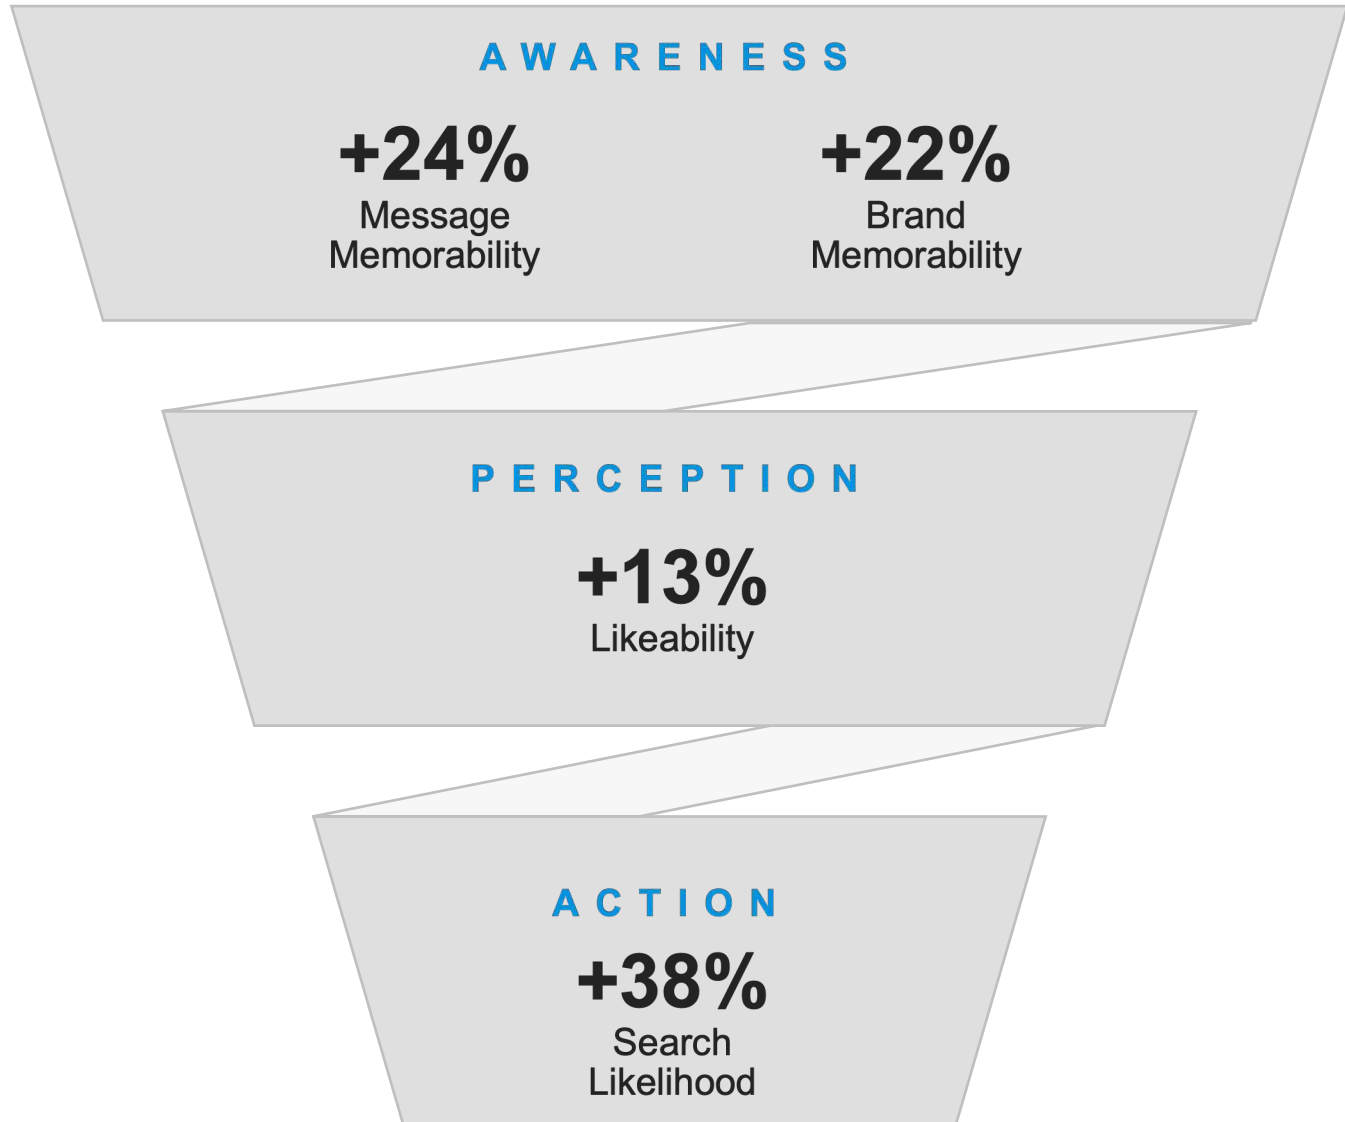 AWARENESS
+24%
Message
Memorability
+22%
Brand
Memorability
PERCEPTION
+13%
Likeability
ACTION
+38%
Search
Likelihood